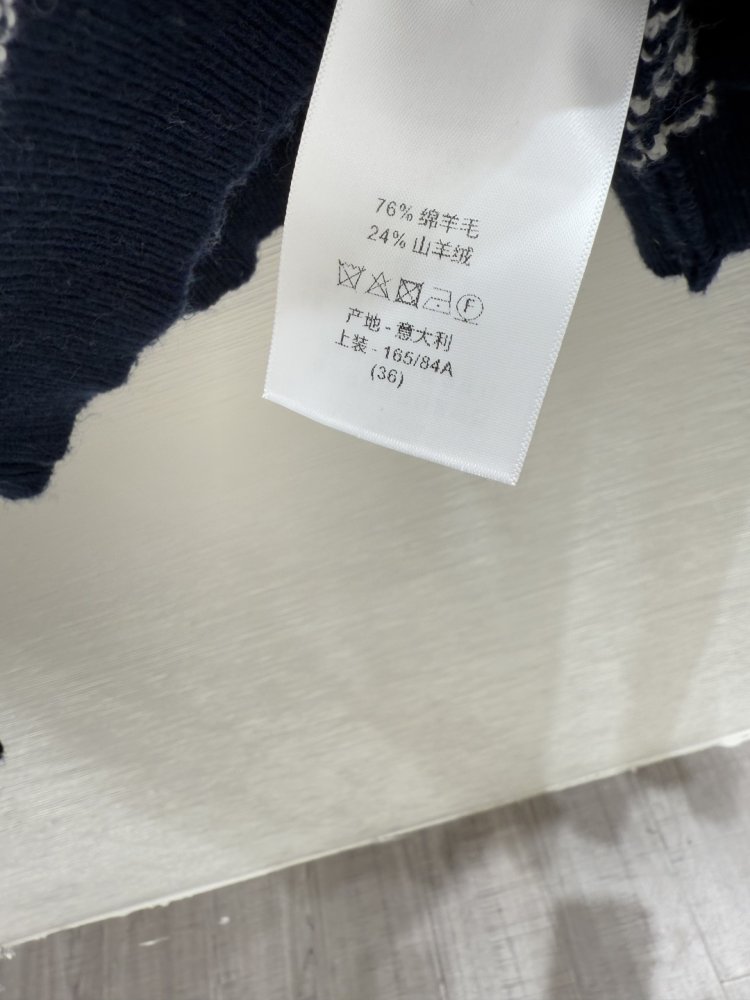 76% 绵羊毛
24% 山羊绒
F
产地 - 意大利
上装 - 165/84A
(36)